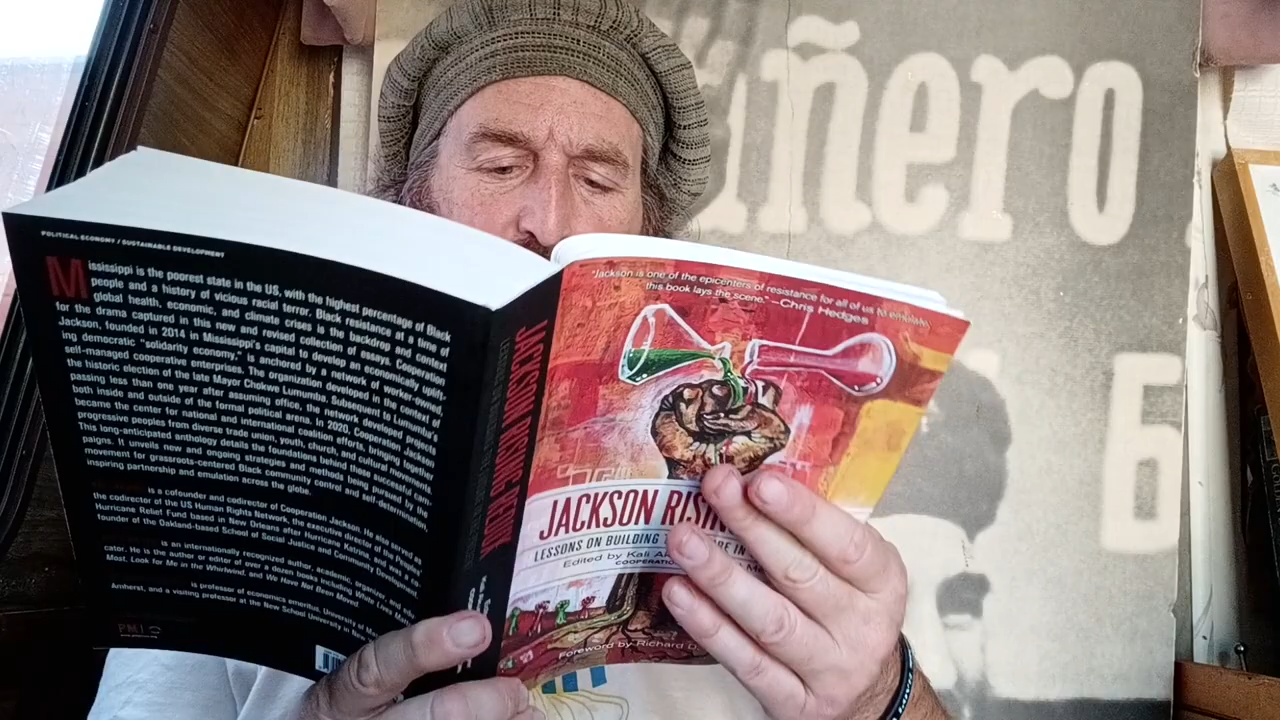 POLITICAL ECONOMY / SUSTAINABLE DEVELOPMENT
Mississippi is the poorest state in the US, with the highest percentage of Black
people and a history of vicious racial terror. Black resistance at a time of
global health, economic, and climate crises is the backdrop and context
for the drama captured in this new and revised collection of essays. Cooperation
Jackson, founded in 2014 in Mississippi's capital to develop an economically uplift-
ing democratic "solidarity economy," is anchored by a network of worker-owned,
self-managed cooperative enterprises. The organization developed in the context of
the historic election of the late Mayor Chokwe Lumumba. Subsequent to Lumumba's
passing less than one year after assuming office, the network developed projects
both inside and outside of the formal political arena. In 2020, Cooperation Jackson
became the center for national and international coalition efforts, bringing together
progressive peoples from diverse trade union, youth, church, and cultural movements.
This long-anticipated anthology details the foundations behind these successful cam-
paigns. It unveils new and ongoing strategies and methods being pursued by the
movement for grassroots-centered Black community control and self-determination,
inspiring partnership and emulation across the globe.
is a cofounder and codirector of Cooperation Jackson. He also served as
the codirector of the US Human Rights Network, the executive director of the Peoples'
Hurricane Relief Fund based in New Orleans after Hurricane Katrina, and was a co-
founder of the Oakland-based School of Social Justice and Community Development.
is an internationally recognized author, academic, organizer, and edu-
cator. He is the author or editor of over a dozen books including White Lives Matter
Most, Look for Me in the Whirlwind, and We Have Not Been Moved.
is professor of economics emeritus, University of Mas
Amherst, and a visiting professor at the New School University in New
PM
JACKSON RISING REDUX
"Jackson is one of the epicenters of resistance for all of us to emulate;
this book lays the scene." —Chris Hedges
JACKSON RISIN
LESSONS ON BUILDING T RE IN
Edited by Kali Ak
COOPERATION
Foreword by Richard D.
ñero
6